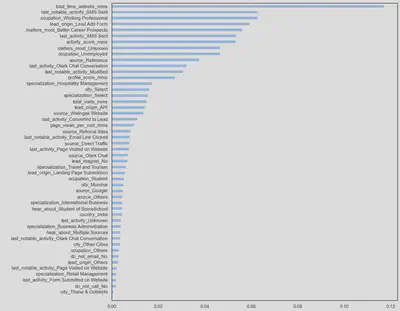 total_time_website_mms
last_notable_activity_SMS Sent
ocupation_Working Professional
lead_origin_Lead Add Form
matters_most_Better Career Prospects
last_activity_SMS Sent
activity_score_mms
matters_most_Unknown
ocupation_Unemployed
source_Reference
last_activity_Olark Chat Conversation
last_notable_activity_Modified
profile_score_mms
specialization_Hospitality Management
city_Select
specialization_Select
total_visits_mms
lead_origin_API
source_Welingak Website
last_activity_Converted to Lead
page_views_per_visit_mms
source_Referral Sites
last_notable_activity_Email Link Clicked
source_Direct Traffic
last_activity_Page Visited on Website
source_Olark Chat
lead_magnet_No
specialization_Travel and Tourism
lead_origin_Landing Page Submission
ocupation_Student
city_Mumbai
source_Google
source_Others
specialization_International Business
hear_about_Student of SomeSchool
country_India
last_activity_Unknown
specialization_Business Administration
hear_about_Multiple Sources
last_notable_activity_Olark Chat Conversation
city_Other Cities
ocupation_Others
do_not_email_No
lead_origin_Others
last_notable_activity_Page Visited on Website
specialization_Retail Management
last_activity_Form Submitted on Website
do_not_call_No
city_Thane & Outskirts
0.00
0.02
0.04
0.06
0.08
0.10
0.12